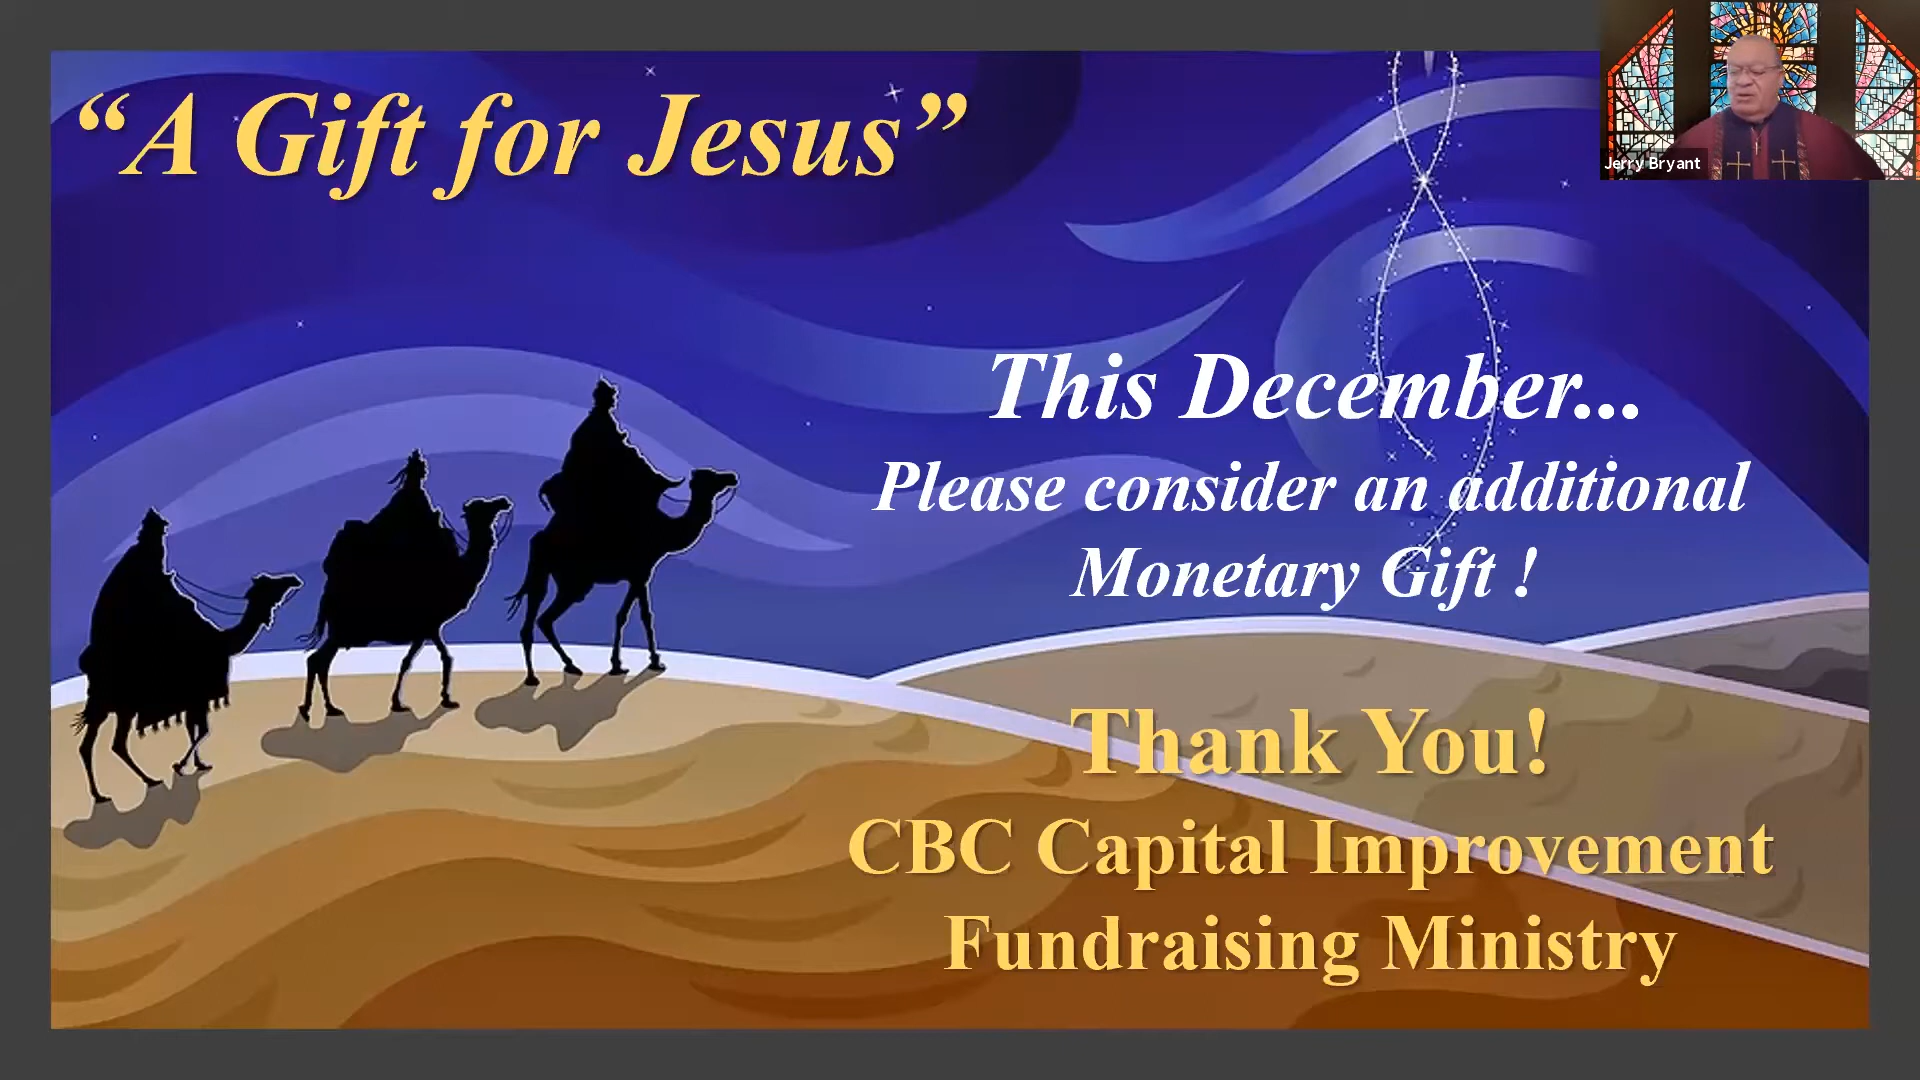 “A Gift for Jesus”
Jerry Bryant
This December...
Please consider an additional
Monetary Gift !
Thank You!
CBC Capital Improvement
Fundraising Ministry